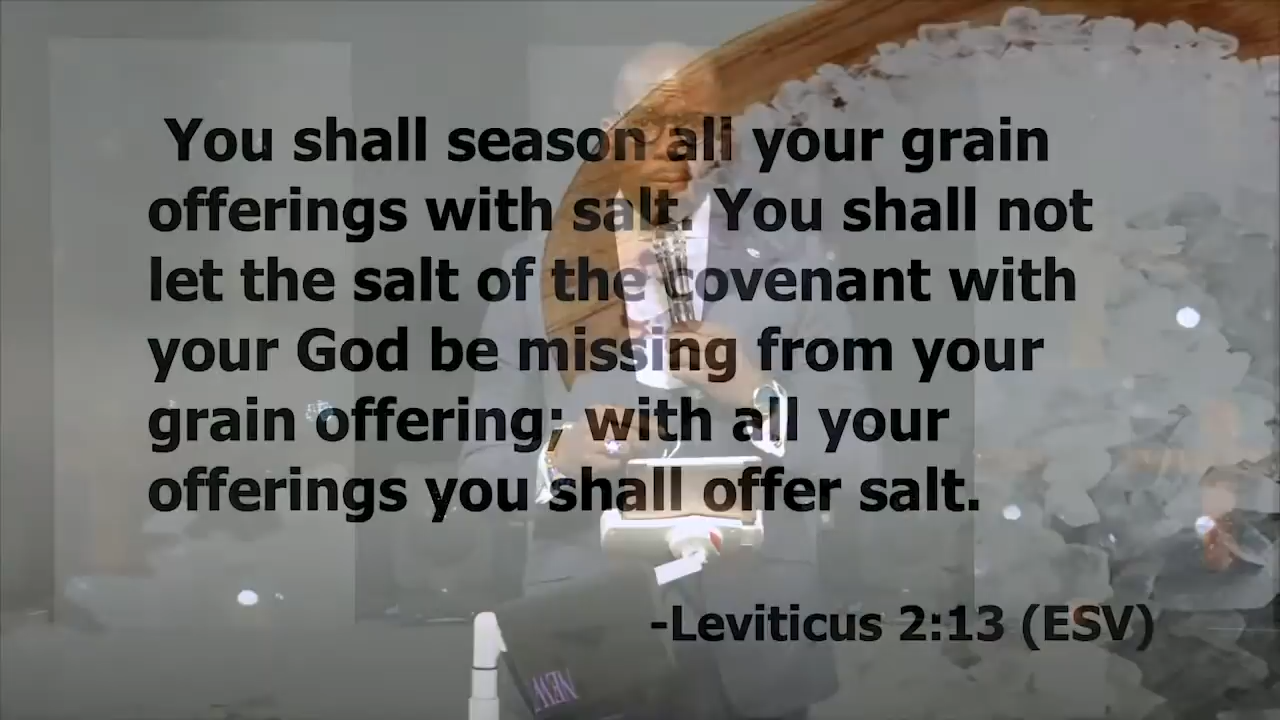 You shall season all your grain
offerings with salt. You shall not
let the salt of the covenant with
your God be missing from your
grain offering; with all your
offerings you shall offer salt.
-Leviticus 2:13 (ESV)
NEW